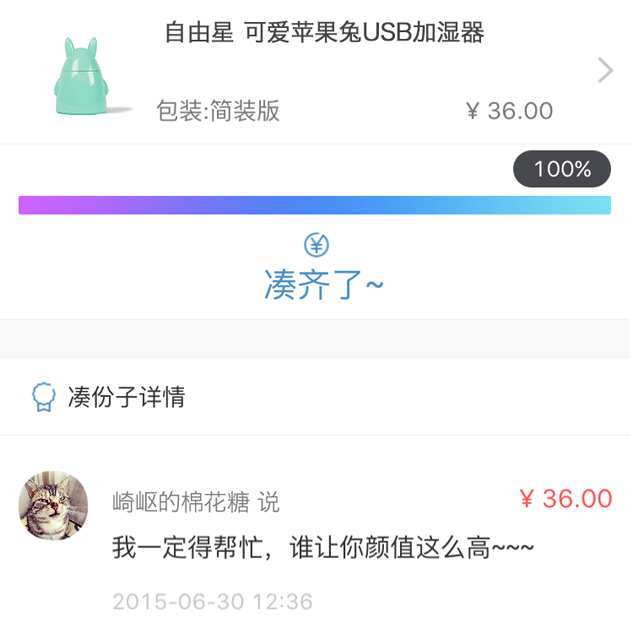 自由星 可爱苹果兔USB加湿器
包装:简装版
¥ 36.00
100%
凑齐了~
凑份子详情
崎岖的棉花糖 说
¥ 36.00
我一定得帮忙，谁让你颜值这么高~~~
2015-06-30 12:36